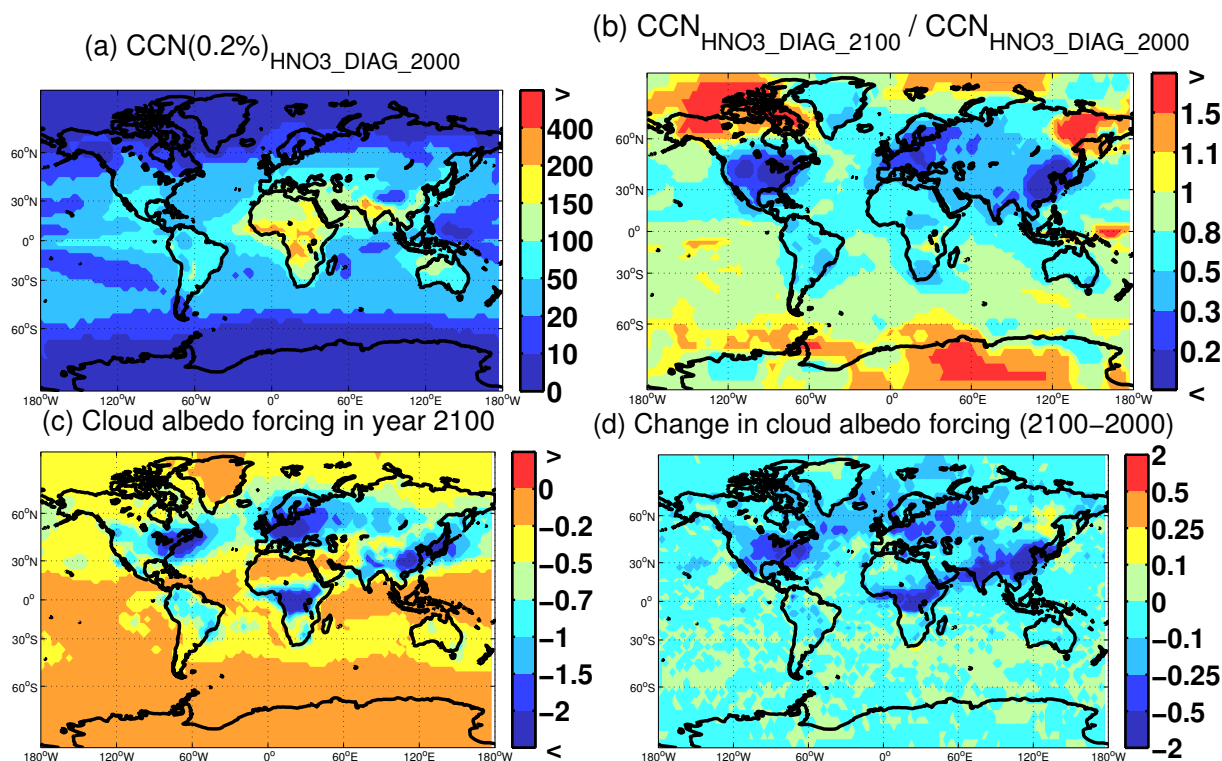 (a) CCN(0.2%)HNO3_DIAG_2000
(b) CCNHNO3_DIAG_2100 / CCNHNO3_DIAG_2000
60°N
30°N
0°
30°S
60°S
180°W 120°W 60°W 0° 60°E 120°E 180°W
>
400
200
150
100
50
20
10
0
60°N
30°N
0°
30°S
60°S
180°W 120°W 60°W 0° 60°E 120°E 180°W
>
1.5
1.1
1
0.8
0.5
0.3
0.2
<
(c) Cloud albedo forcing in year 2100
(d) Change in cloud albedo forcing (2100−2000)
60°N
30°N
0°
30°S
60°S
180°W 120°W 60°W 0° 60°E 120°E 180°W
>
0
−0.2
−0.5
−0.7
−1
−1.5
−2
<
60°N
30°N
0°
30°S
60°S
180°W 120°W 60°W 0° 60°E 120°E 180°W
2
0.5
0.25
0.1
0
−0.1
−0.25
−0.5
−2